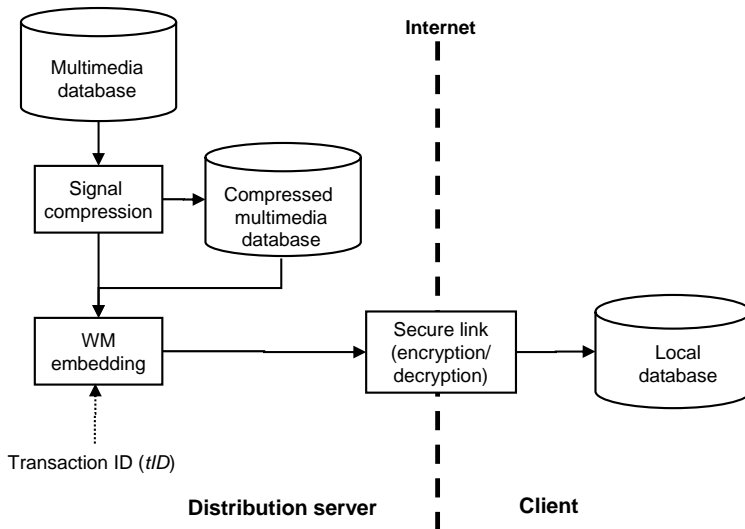 Internet
Multimedia
database
Signal
compression
Compressed
multimedia
database
WM
embedding
Secure link
(encryption/
decryption)
Local
database
Transaction ID (tID)
Distribution server
Client